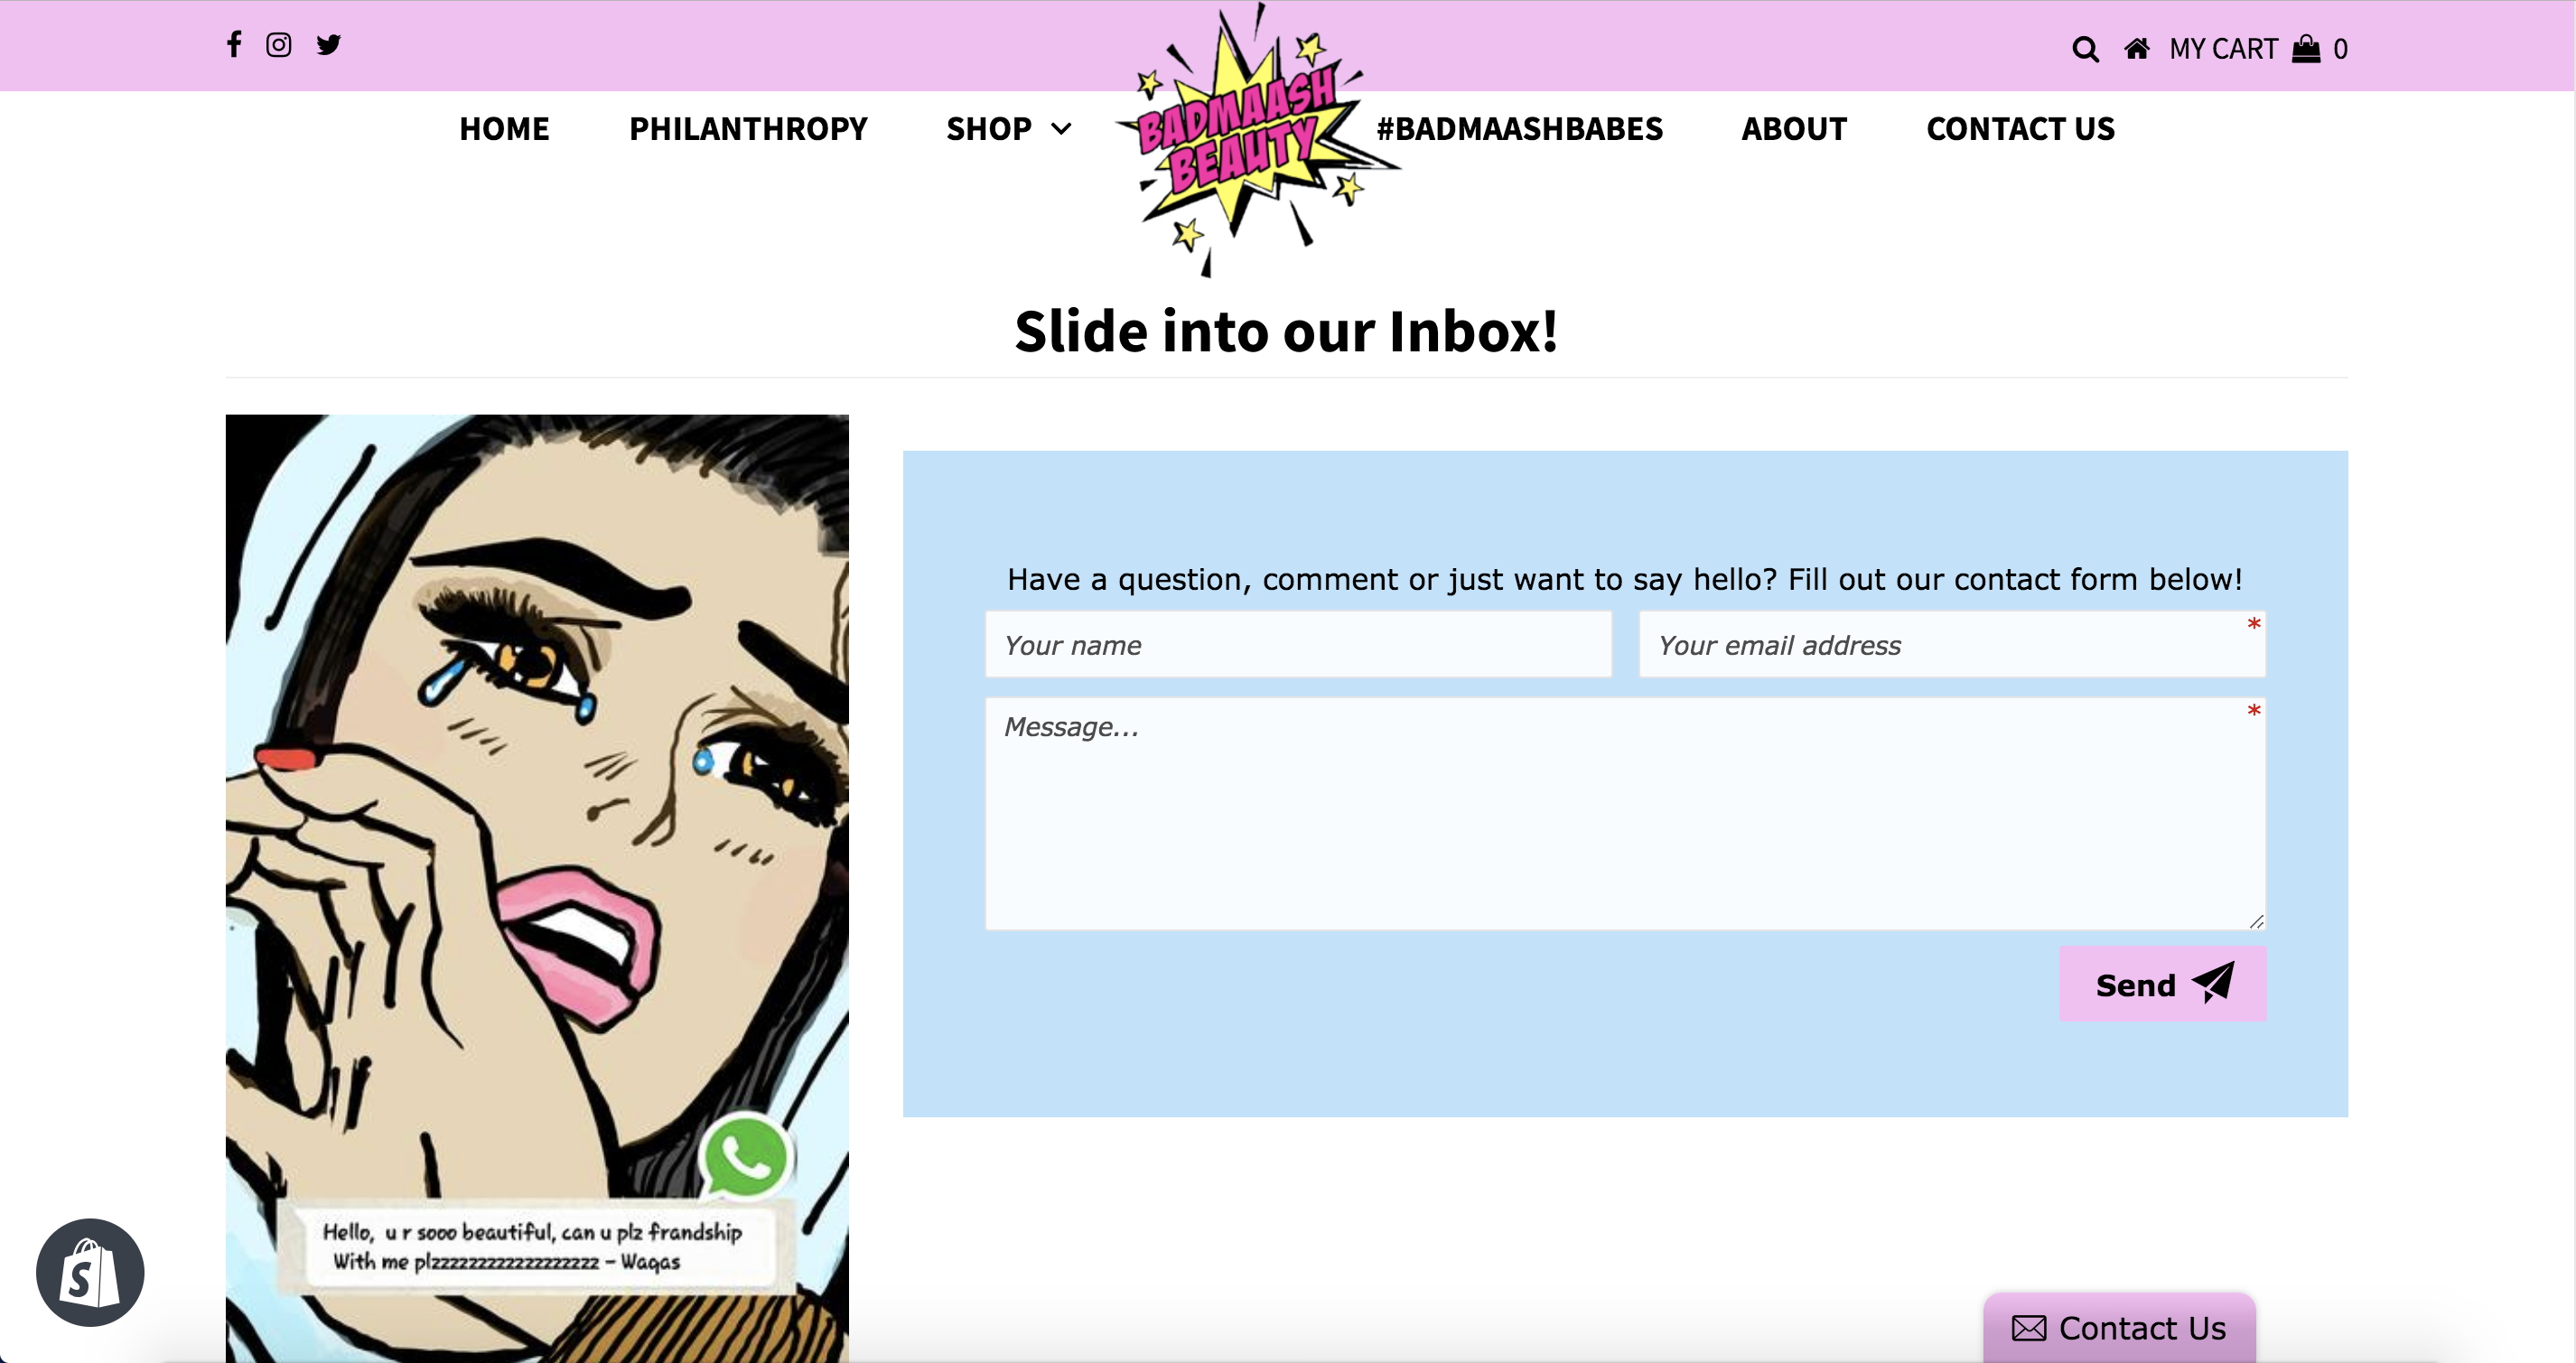 MY CART 0
HOME PHILANTHROPY SHOP #BADMAASHBABES ABOUT CONTACT US
BADMAASH
BEAUTY
Slide into our Inbox!
Have a question, comment or just want to say hello? Fill out our contact form below!
Your name
Your email address *
Message... *
Send
Hello, u r sooo beautiful, can u plz frandship
With me plzzzzzzzzzzzzzzzzzzz - Waqas
S
Contact Us